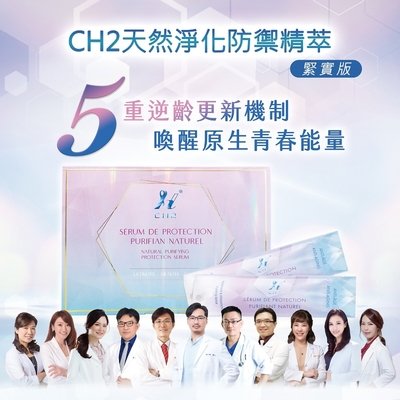 CH2天然淨化防禦精萃
緊實版
5重逆齡更新機制
喚醒原生青春能量
CH2
SÉRUM DE PROTECTION
PURIFIAN NATUREL
NATURAL PURIFYING
PROTECTION SERUM
CH2
SÉRUM DE PROTECTION
PURIFIANT NATUREL